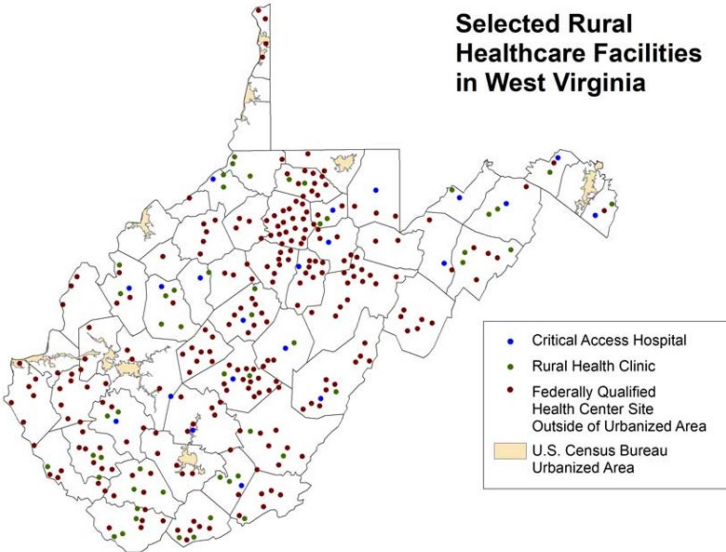 Selected Rural
Healthcare Facilities
in West Virginia
Critical Access Hospital
Rural Health Clinic
Federally Qualified
Health Center Site
Outside of Urbanized Area
U.S. Census Bureau
Urbanized Area